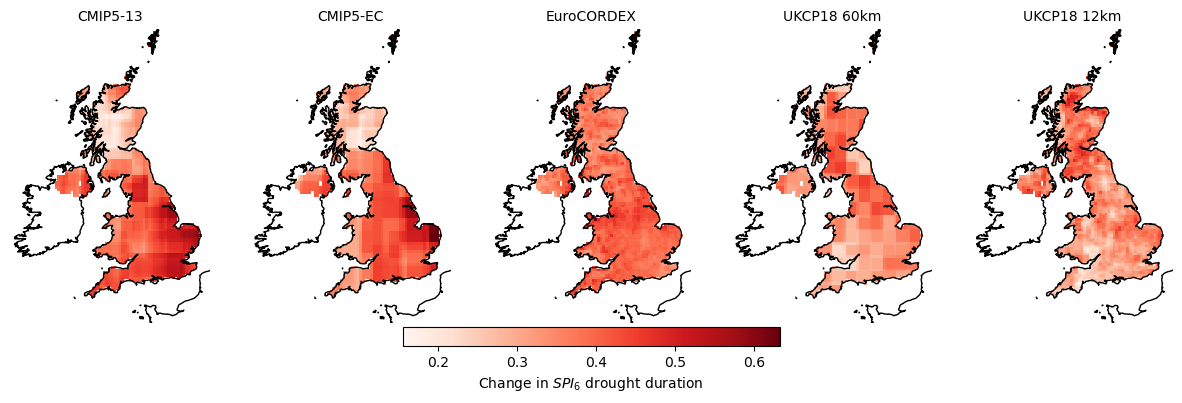 CMIP5-13 CMIP5-EC EuroCORDEX UKCP18 60km UKCP18 12km
0.2 0.3 0.4 0.5 0.6
Change in SPI₆ drought duration